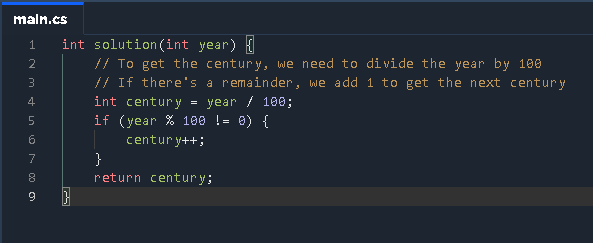 main.cs
1 int solution(int year) {
2 // To get the century, we need to divide the year by 100
3 // If there's a remainder, we add 1 to get the next century
4 int century = year / 100;
5 if (year % 100 != 0) {
6 century++;
7 }
8 return century;
9 }